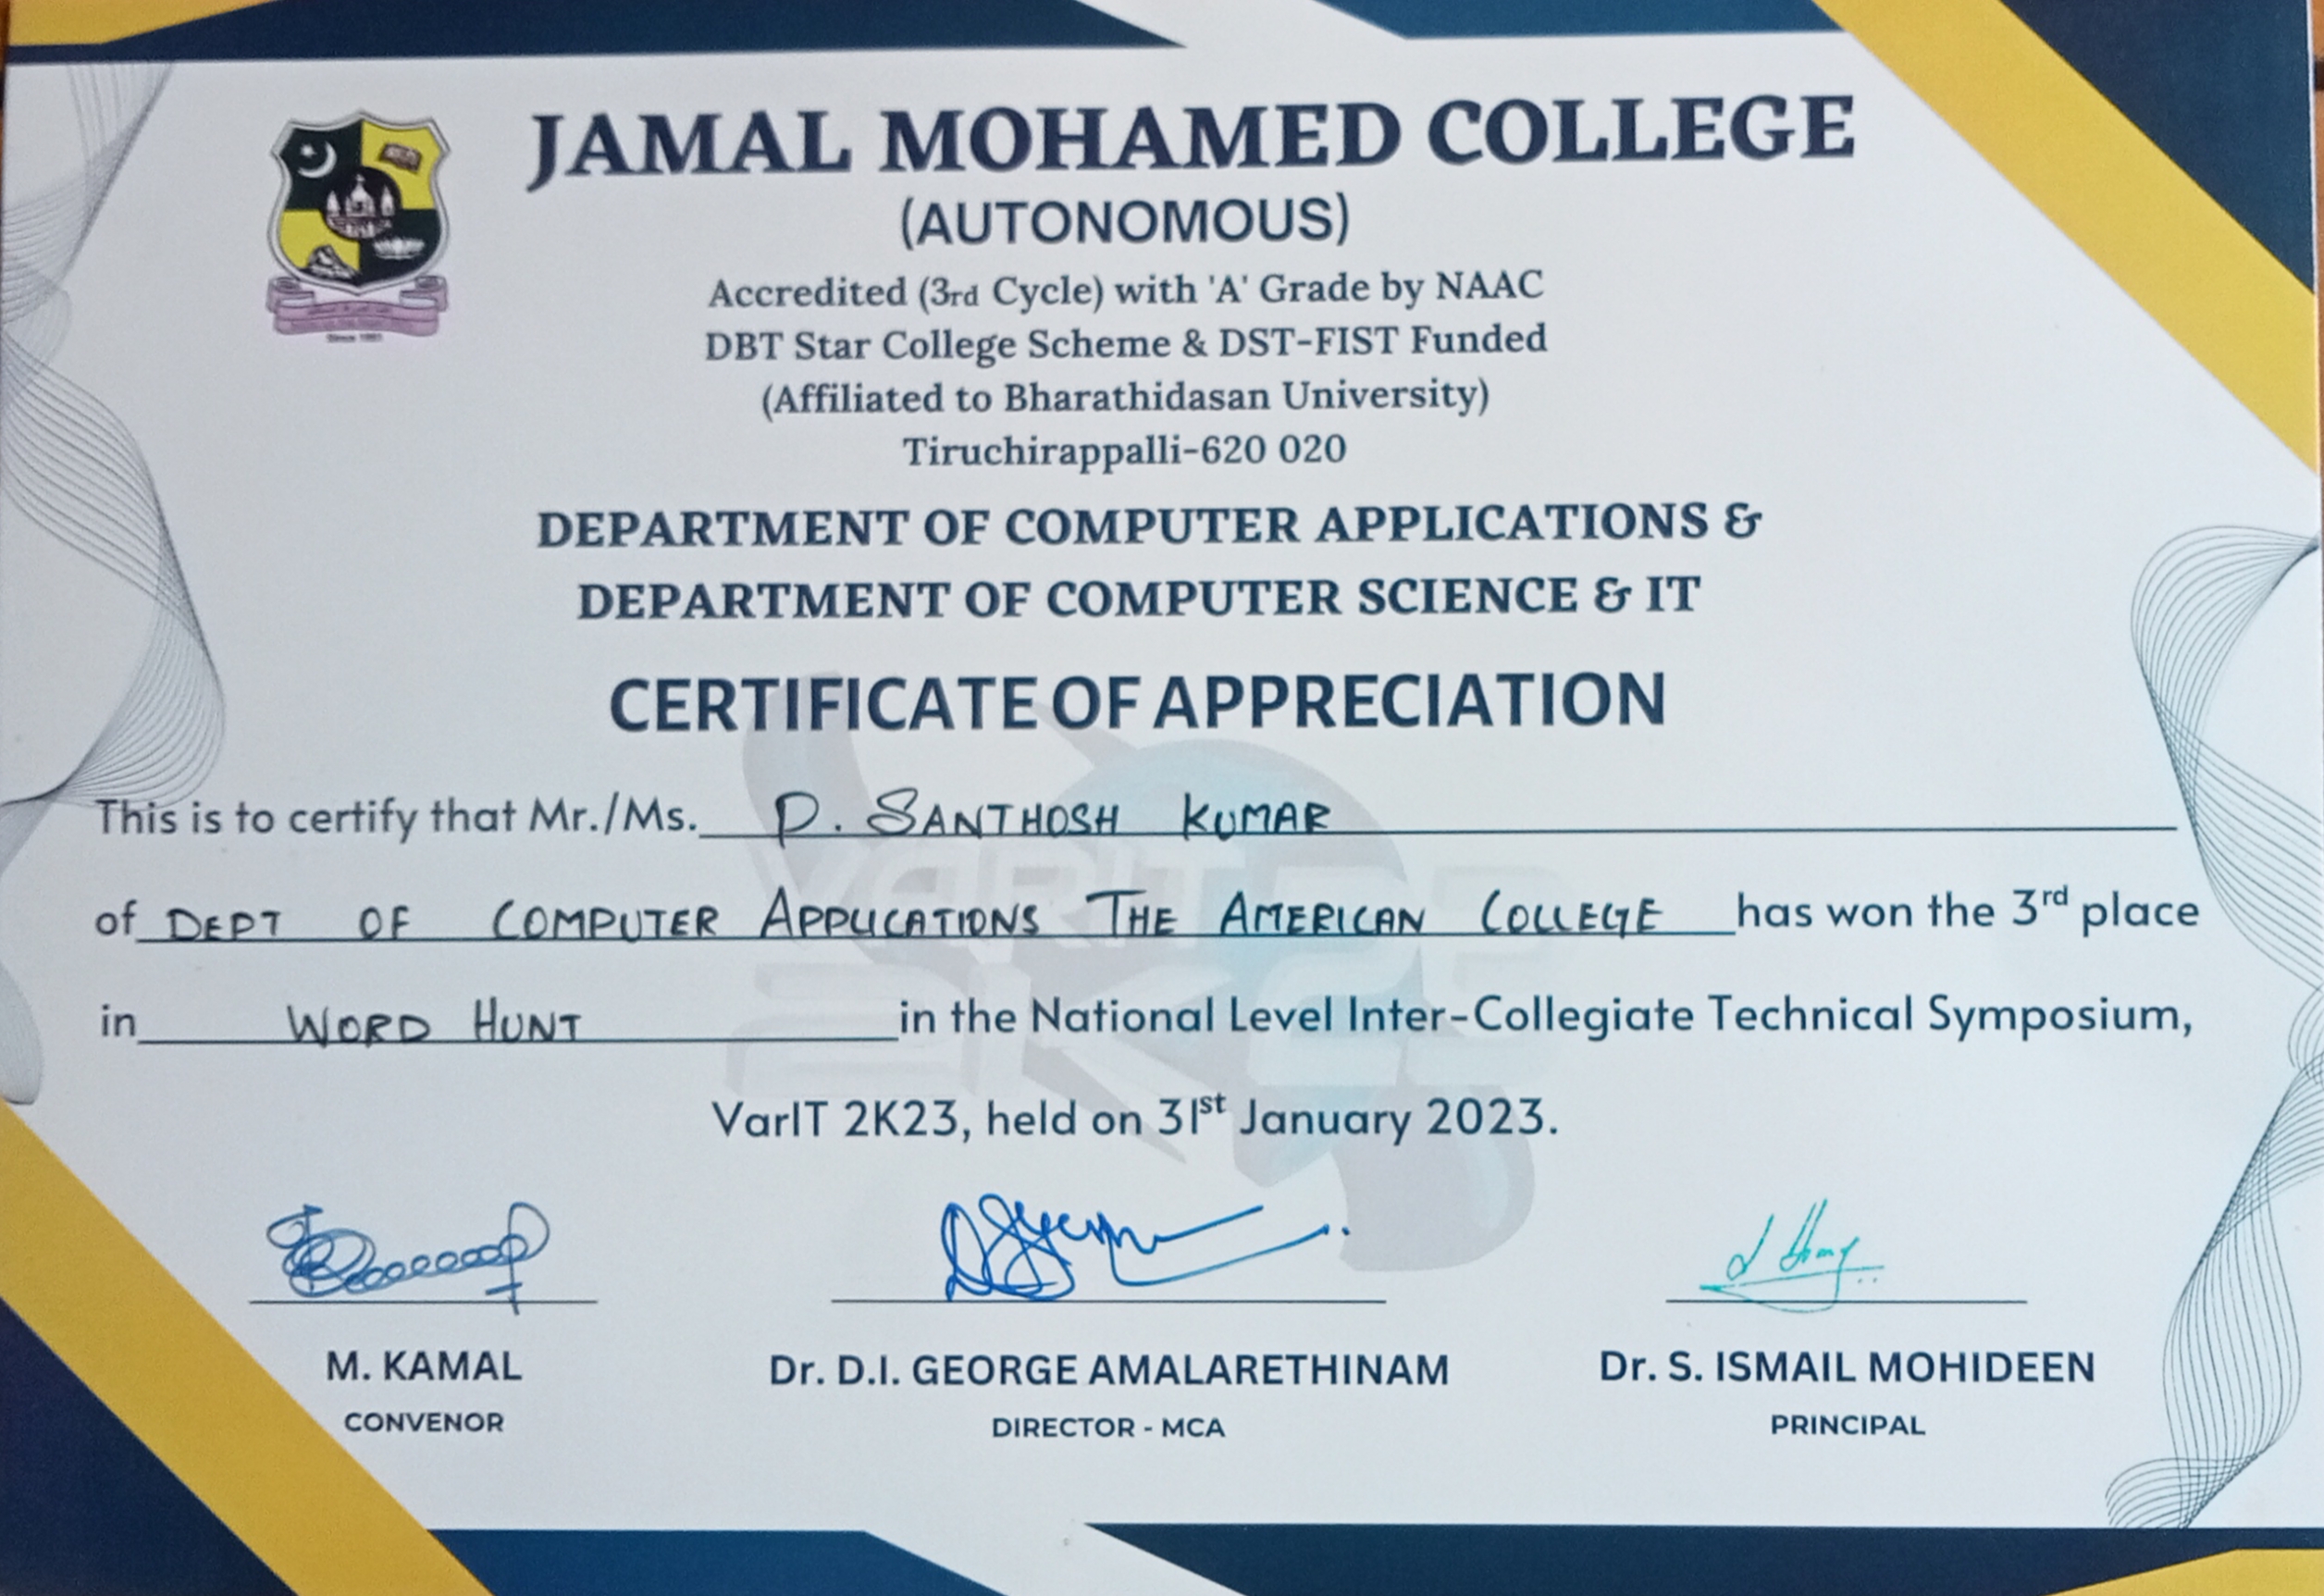 JAMAL MOHAMED COLLEGE
(AUTONOMOUS)
Accredited (3rd Cycle) with 'A' Grade by NAAC
DBT Star College Scheme & DST-FIST Funded
(Affiliated to Bharathidasan University)
Tiruchirappalli-620 020
Since 1951
DEPARTMENT OF COMPUTER APPLICATIONS &
DEPARTMENT OF COMPUTER SCIENCE & IT
CERTIFICATE OF APPRECIATION
This is to certify that Mr./Ms. P. SANTHOSH KUMAR
of DEPT OF COMPUTER APPLICATIONS THE AMERICAN COLLEGE has won the 3rd place
in WORD HUNT in the National Level Inter-Collegiate Technical Symposium,
VarIT 2K23, held on 31st January 2023.
M. KAMAL
CONVENOR
Dr. D.I. GEORGE AMALARETHINAM
DIRECTOR - MCA
Dr. S. ISMAIL MOHIDEEN
PRINCIPAL